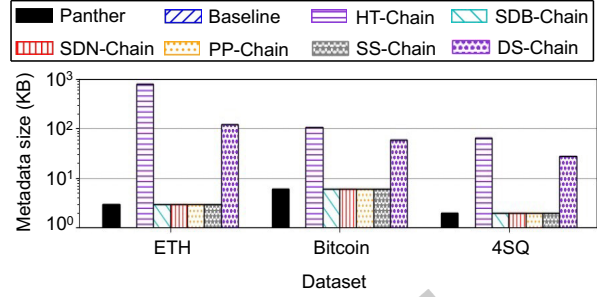 Panther Baseline HT-Chain SDB-Chain
SDN-Chain PP-Chain SS-Chain DS-Chain
Metadata size (KB)
10³
10²
10¹
10⁰
ETH Bitcoin 4SQ
Dataset